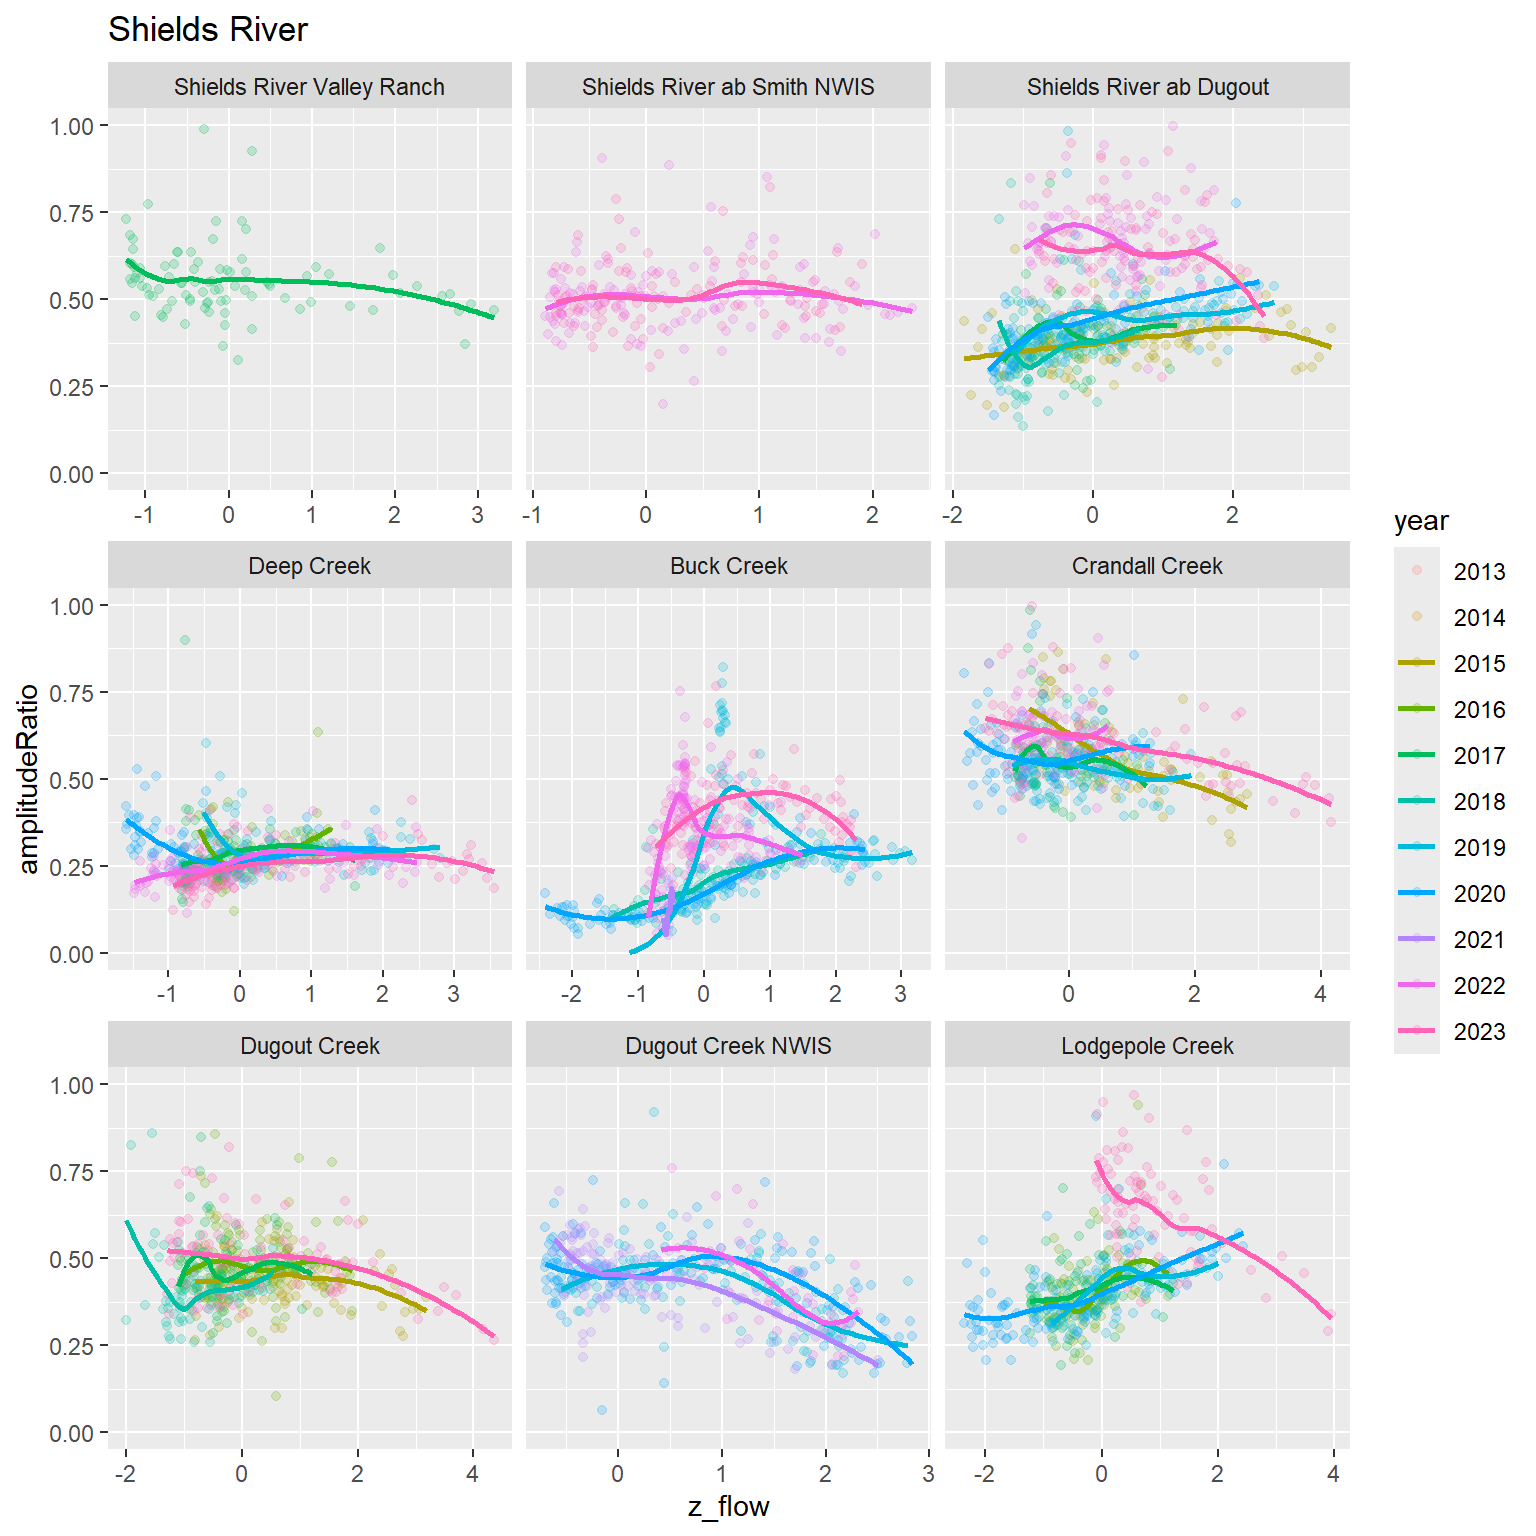 Shields River
Shields River Valley Ranch
Shields River ab Smith NWIS
Shields River ab Dugout
1.00
0.75
0.50
0.25
0.00
-1 0 1 2 3
-1 0 1 2
-2 0 2
Deep Creek
Buck Creek
Crandall Creek
1.00
0.75
0.50
0.25
0.00
-1 0 1 2 3
-2 -1 0 1 2 3
0 2 4
Dugout Creek
Dugout Creek NWIS
Lodgepole Creek
1.00
0.75
0.50
0.25
0.00
-2 0 2 4
0 1 2 3
-2 0 2 4
amplitudeRatio
z_flow
year
2013
2014
2015
2016
2017
2018
2019
2020
2021
2022
2023